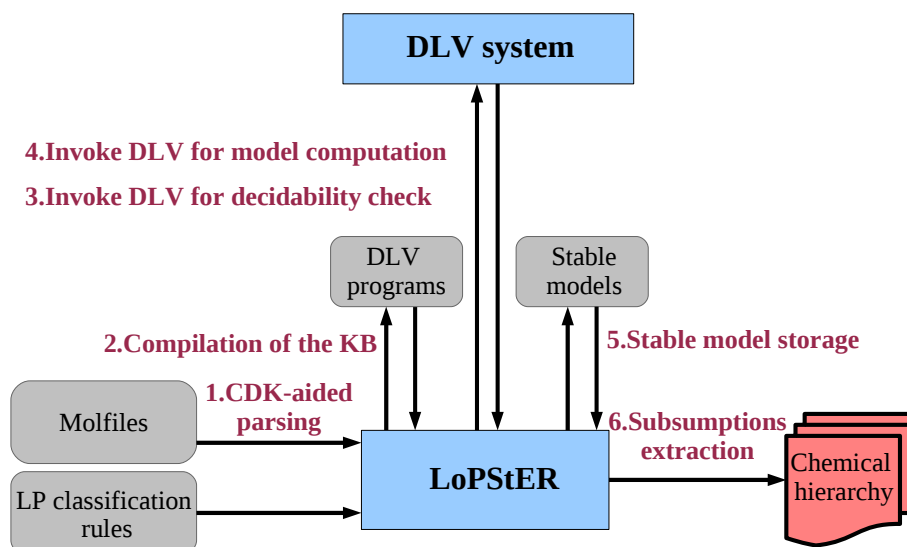 DLV system
4.Invoke DLV for model computation
3.Invoke DLV for decidability check
DLV
programs
Stable
models
2.Compilation of the KB
5.Stable model storage
1.CDK-aided
parsing
Molfiles
6.Subsumptions
extraction
LoPStER
Chemical
hierarchy
LP classification
rules